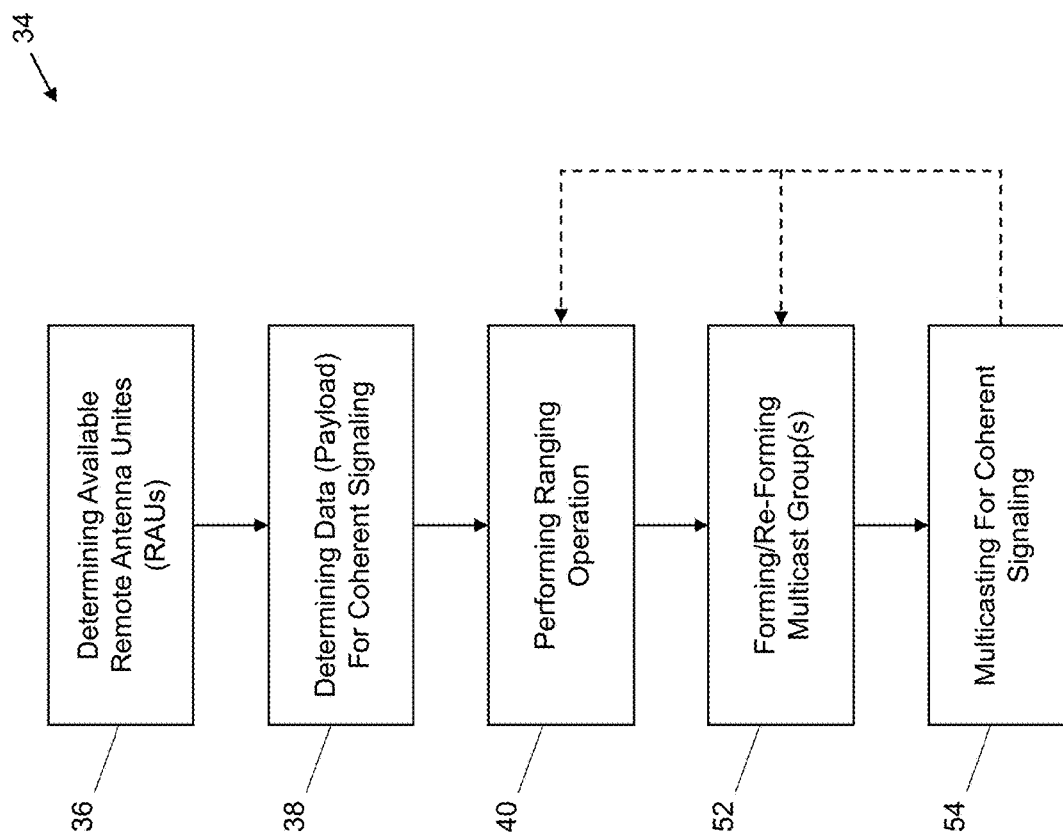 34
36
Determining Available
Remote Antenna Unites
(RAUs)
38
Determining Data (Payload)
For Coherent Signaling
40
Performing Ranging
Operation
52
Forming/Re-Forming
Multicast Group(s)
54
Multicasting For Coherent
Signaling